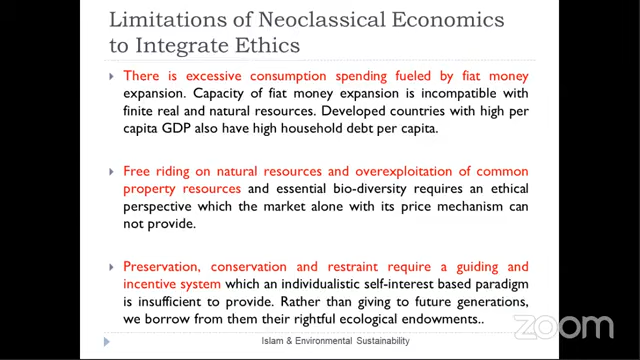 Limitations of Neoclassical Economics
to Integrate Ethics
There is excessive consumption spending fueled by fiat money
expansion. Capacity of fiat money expansion is incompatible with
finite real and natural resources. Developed countries with high per
capita GDP also have high household debt per capita.
Free riding on natural resources and overexploitation of common
property resources and essential bio-diversity requires an ethical
perspective which the market alone with its price mechanism can
not provide.
Preservation, conservation and restraint require a guiding and
incentive system which an individualistic self-interest based paradigm
is insufficient to provide. Rather than giving to future generations,
we borrow from them their rightful ecological endowments..
Islam & Environmental Sustainability
zoom